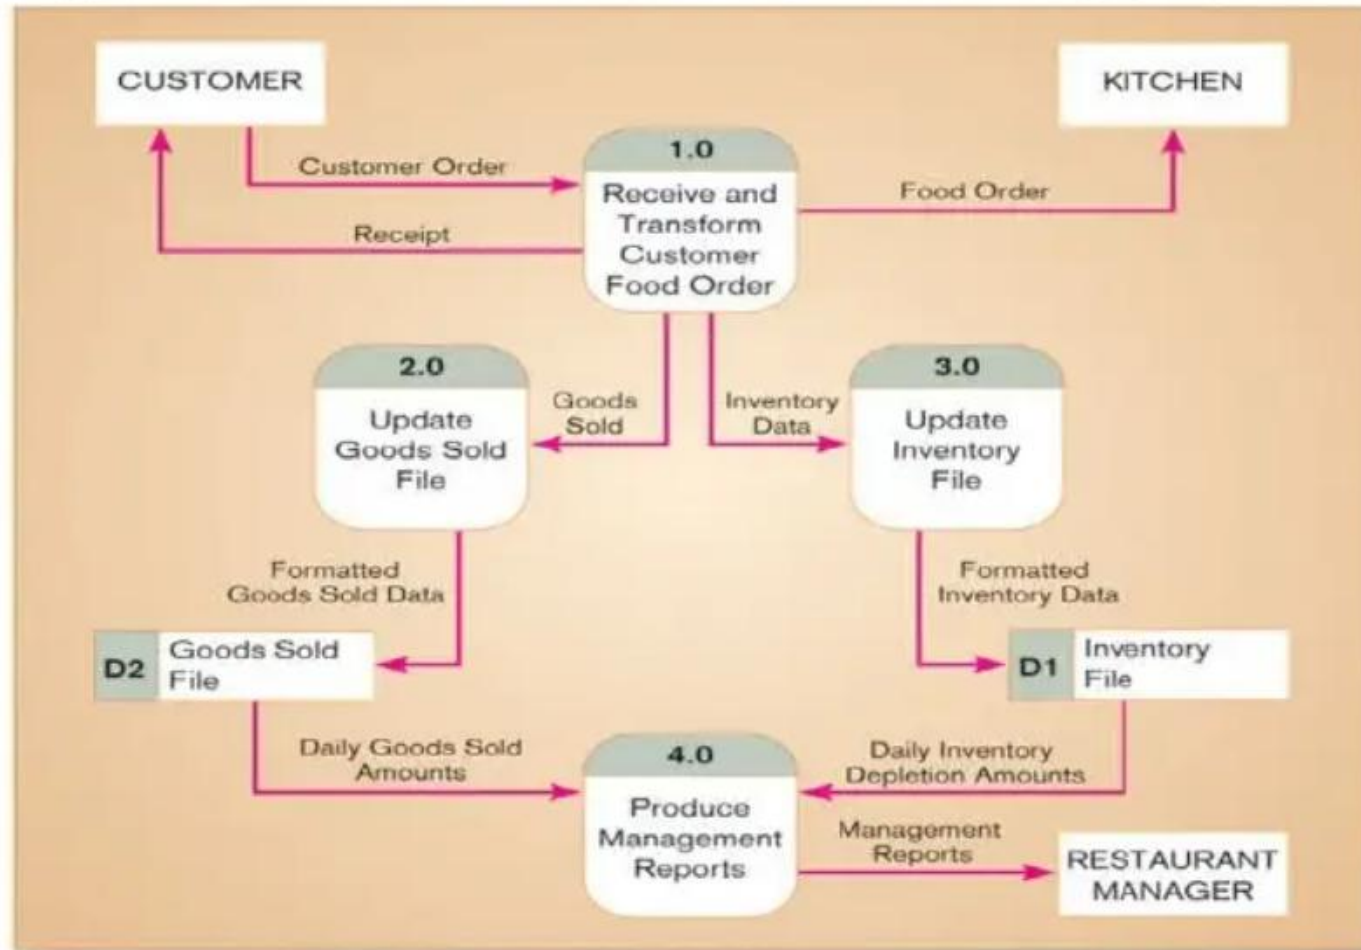 CUSTOMER
KITCHEN
1.0
Receive and
Transform
Customer
Food Order
Customer Order
Receipt
Food Order
2.0
Update
Goods Sold
File
Goods
Sold
Inventory
Data
3.0
Update
Inventory
File
Formatted
Goods Sold Data
Formatted
Inventory Data
D2
Goods Sold
File
D1
Inventory
File
Daily Goods Sold
Amounts
4.0
Produce
Management
Reports
Daily Inventory
Depletion Amounts
Management
Reports
RESTAURANT
MANAGER